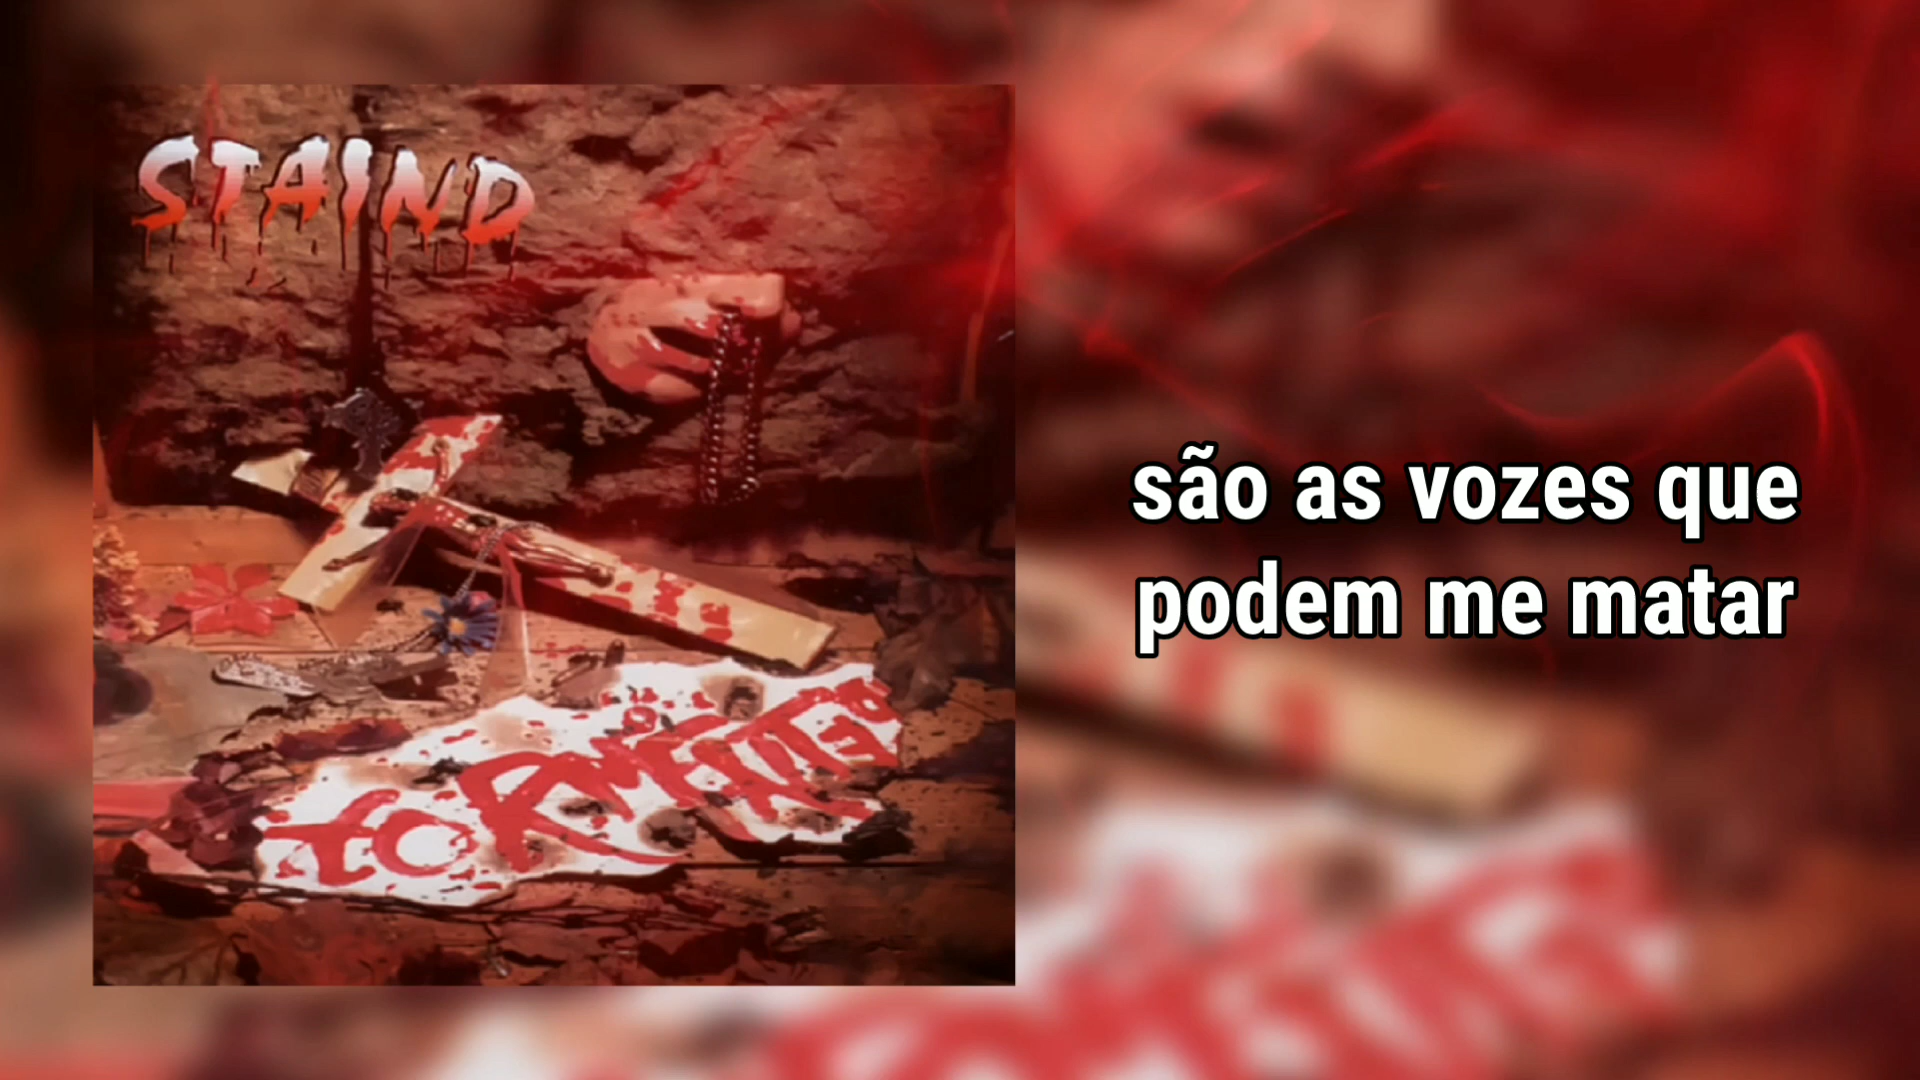 STAIND
TORMENTED
são as vozes que
podem me matar